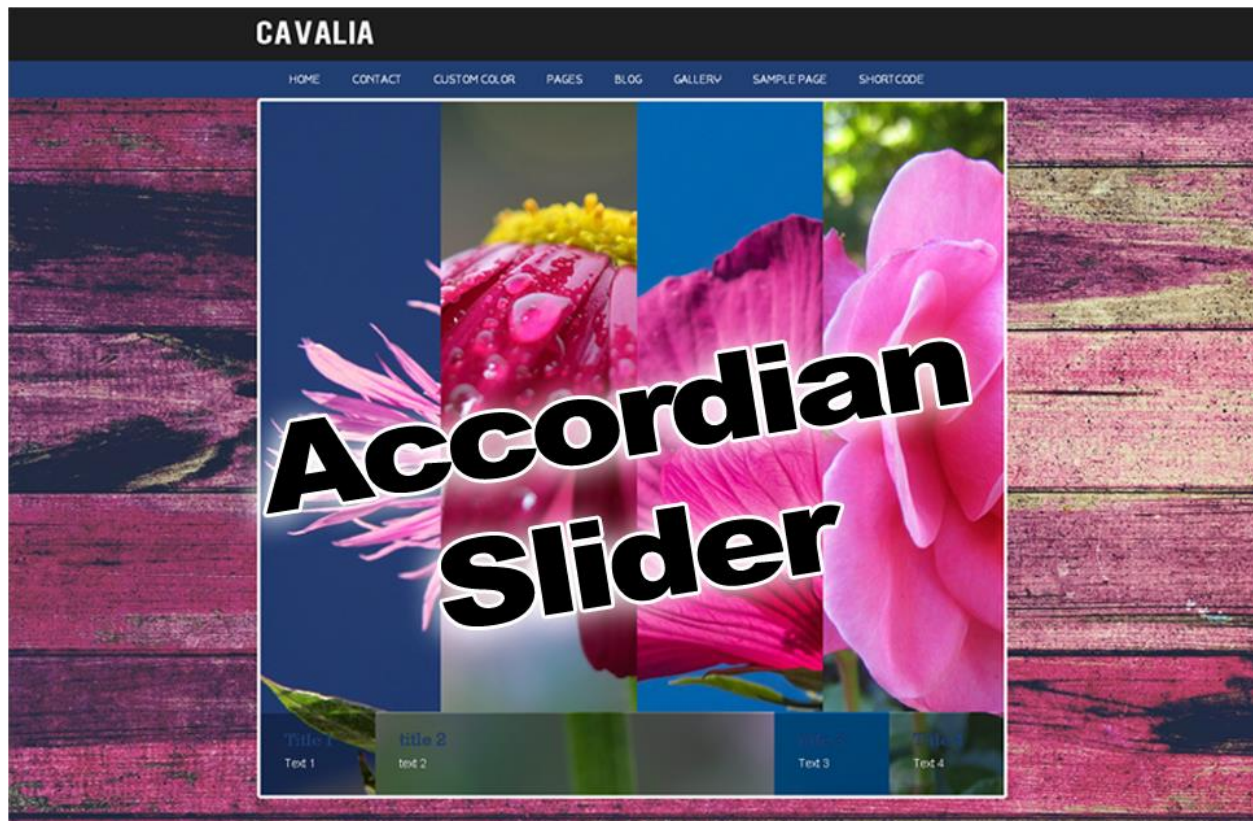 CAVALIA
HOME CONTACT CUSTOM COLOR PAGES BLOG GALLERY SAMPLE PAGE SHORTCODE
Accordian
Slider
Title 1 title 2
Text 1 text 2 Text 3 Text 4